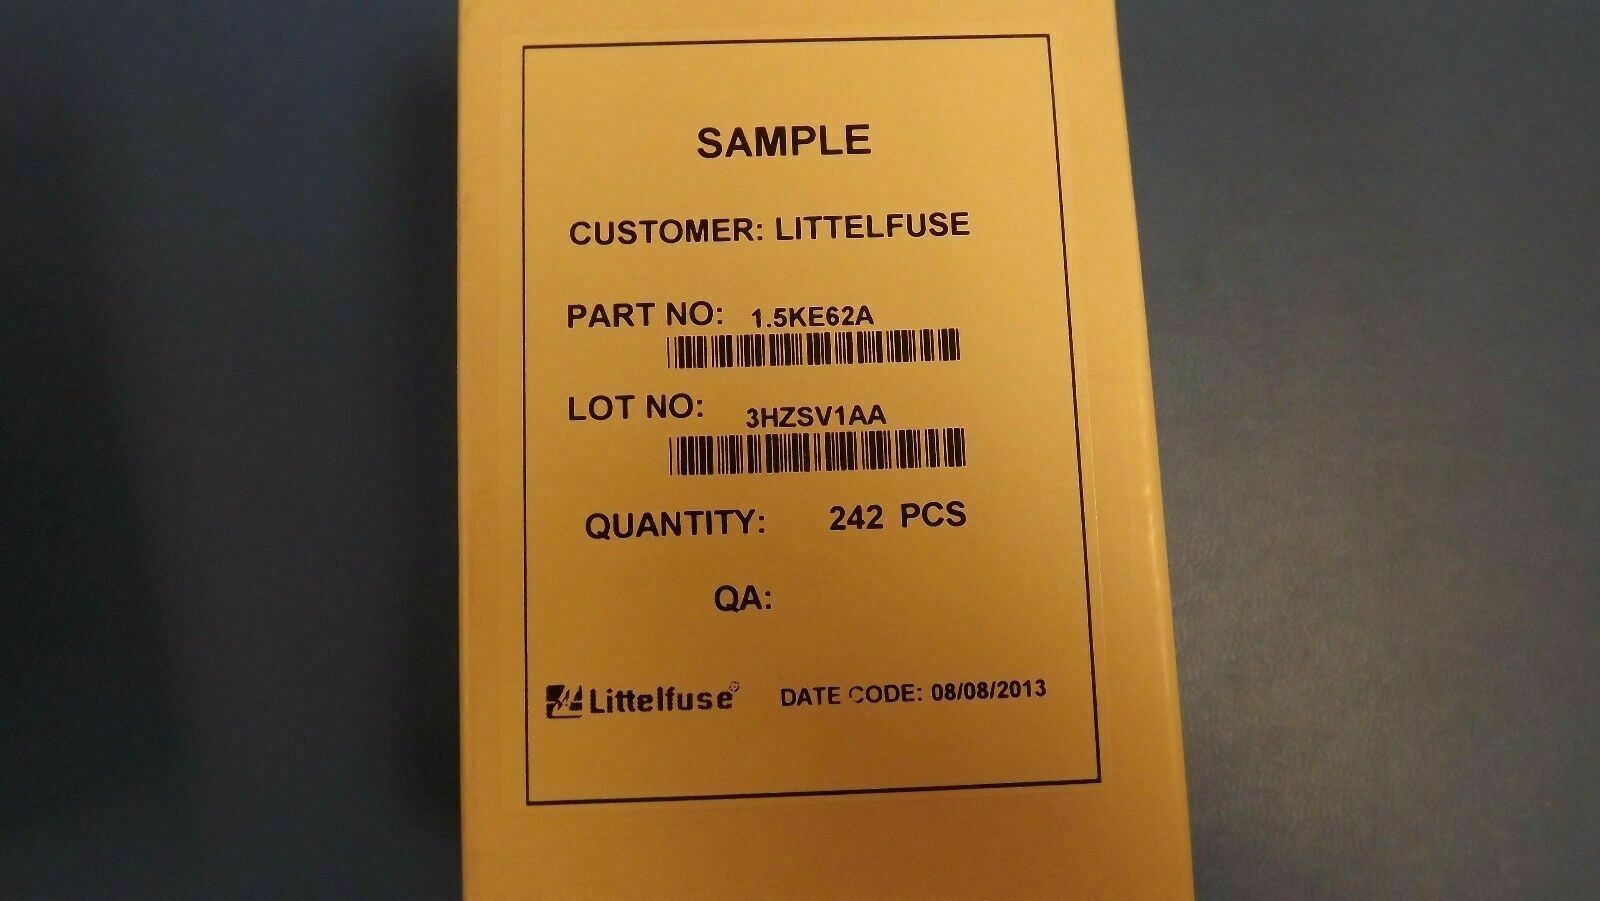 SAMPLE
CUSTOMER: LITTELFUSE
PART NO: 1.5KE62A
LOT NO: 3HZSV1AA
QUANTITY: 242 PCS
QA:
Littelfuse® DATE CODE: 08/08/2013